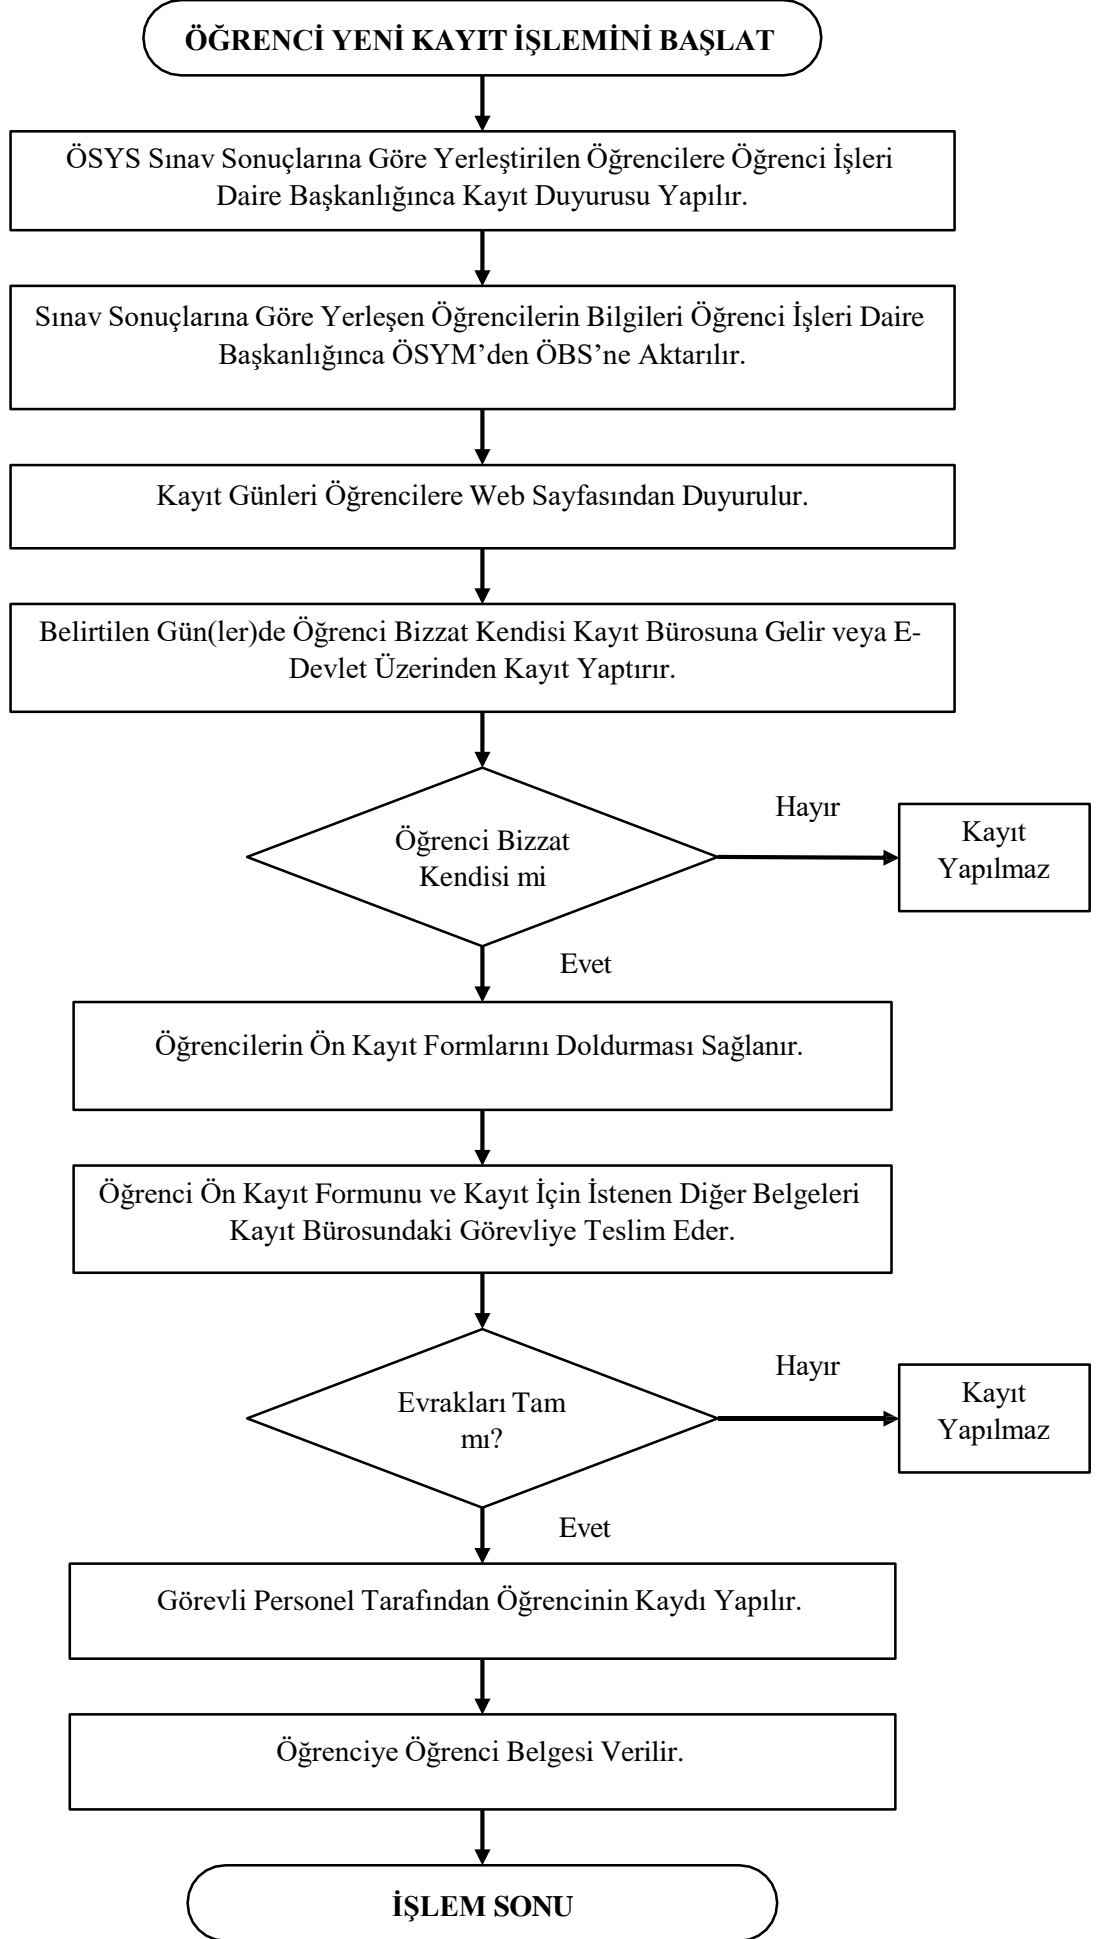 ÖĞRENCİ YENİ KAYIT İŞLEMİNİ BAŞLAT
ÖSYS Sınav Sonuçlarına Göre Yerleştirilen Öğrencilere Öğrenci İşleri
Daire Başkanlığınca Kayıt Duyurusu Yapılır.
Sınav Sonuçlarına Göre Yerleşen Öğrencilerin Bilgileri Öğrenci İşleri Daire
Başkanlığınca ÖSYM’den ÖBS’ne Aktarılır.
Kayıt Günleri Öğrencilere Web Sayfasından Duyurulur.
Belirtilen Gün(ler)de Öğrenci Bizzat Kendisi Kayıt Bürosuna Gelir veya E-
Devlet Üzerinden Kayıt Yaptırır.
Öğrenci Bizzat
Kendisi mi
Hayır
Kayıt
Yapılmaz
Evet
Öğrencilerin Ön Kayıt Formlarını Doldurması Sağlanır.
Öğrenci Ön Kayıt Formunu ve Kayıt İçin İstenen Diğer Belgeleri
Kayıt Bürosundaki Görevliye Teslim Eder.
Evrakları Tam
mı?
Hayır
Kayıt
Yapılmaz
Evet
Görevli Personel Tarafından Öğrencinin Kaydı Yapılır.
Öğrenciye Öğrenci Belgesi Verilir.
İŞLEM SONU